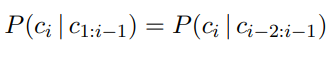 P(c_i | c_{1:i−1}) = P(c_i | c_{i−2:i−1})